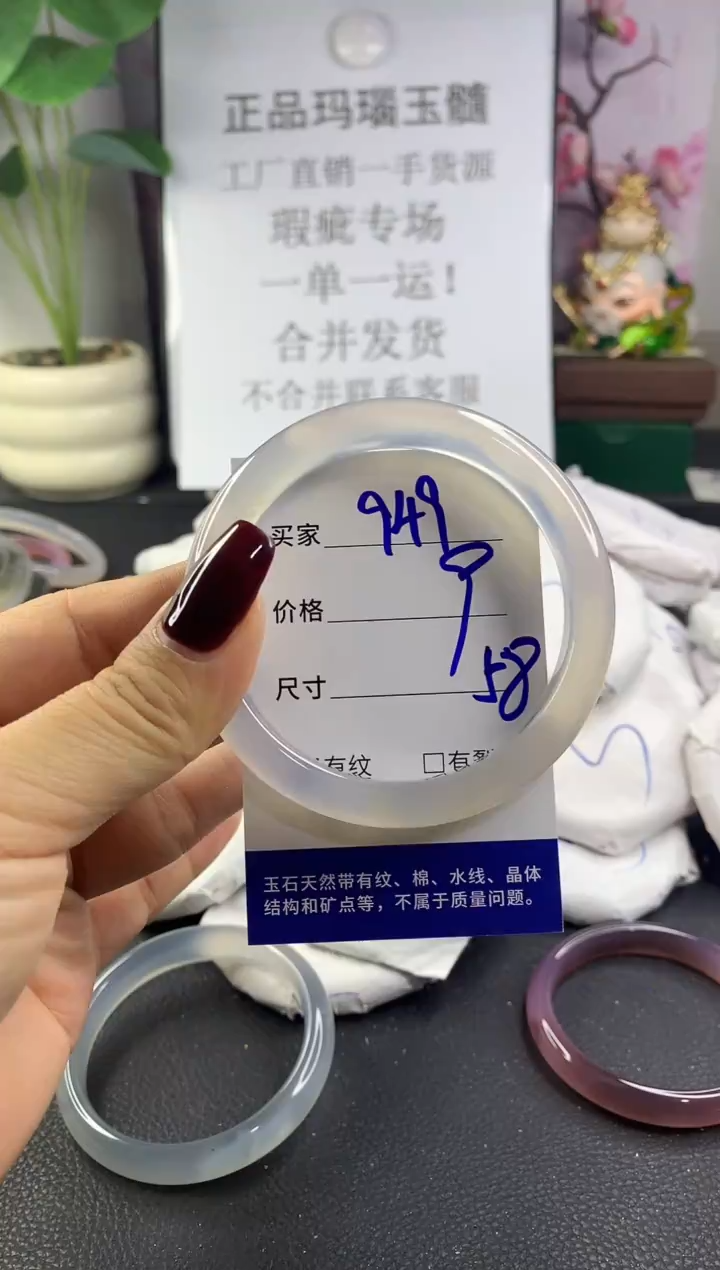 正品玛瑙玉髓
工厂直销一手货源
瑕疵专场
一单一运!
合并发货
不合并联系客服
买家 949
价格
尺寸 58
有纹 □有裂
玉石天然带有纹、棉、水线、晶体
结构和矿点等，不属于质量问题。